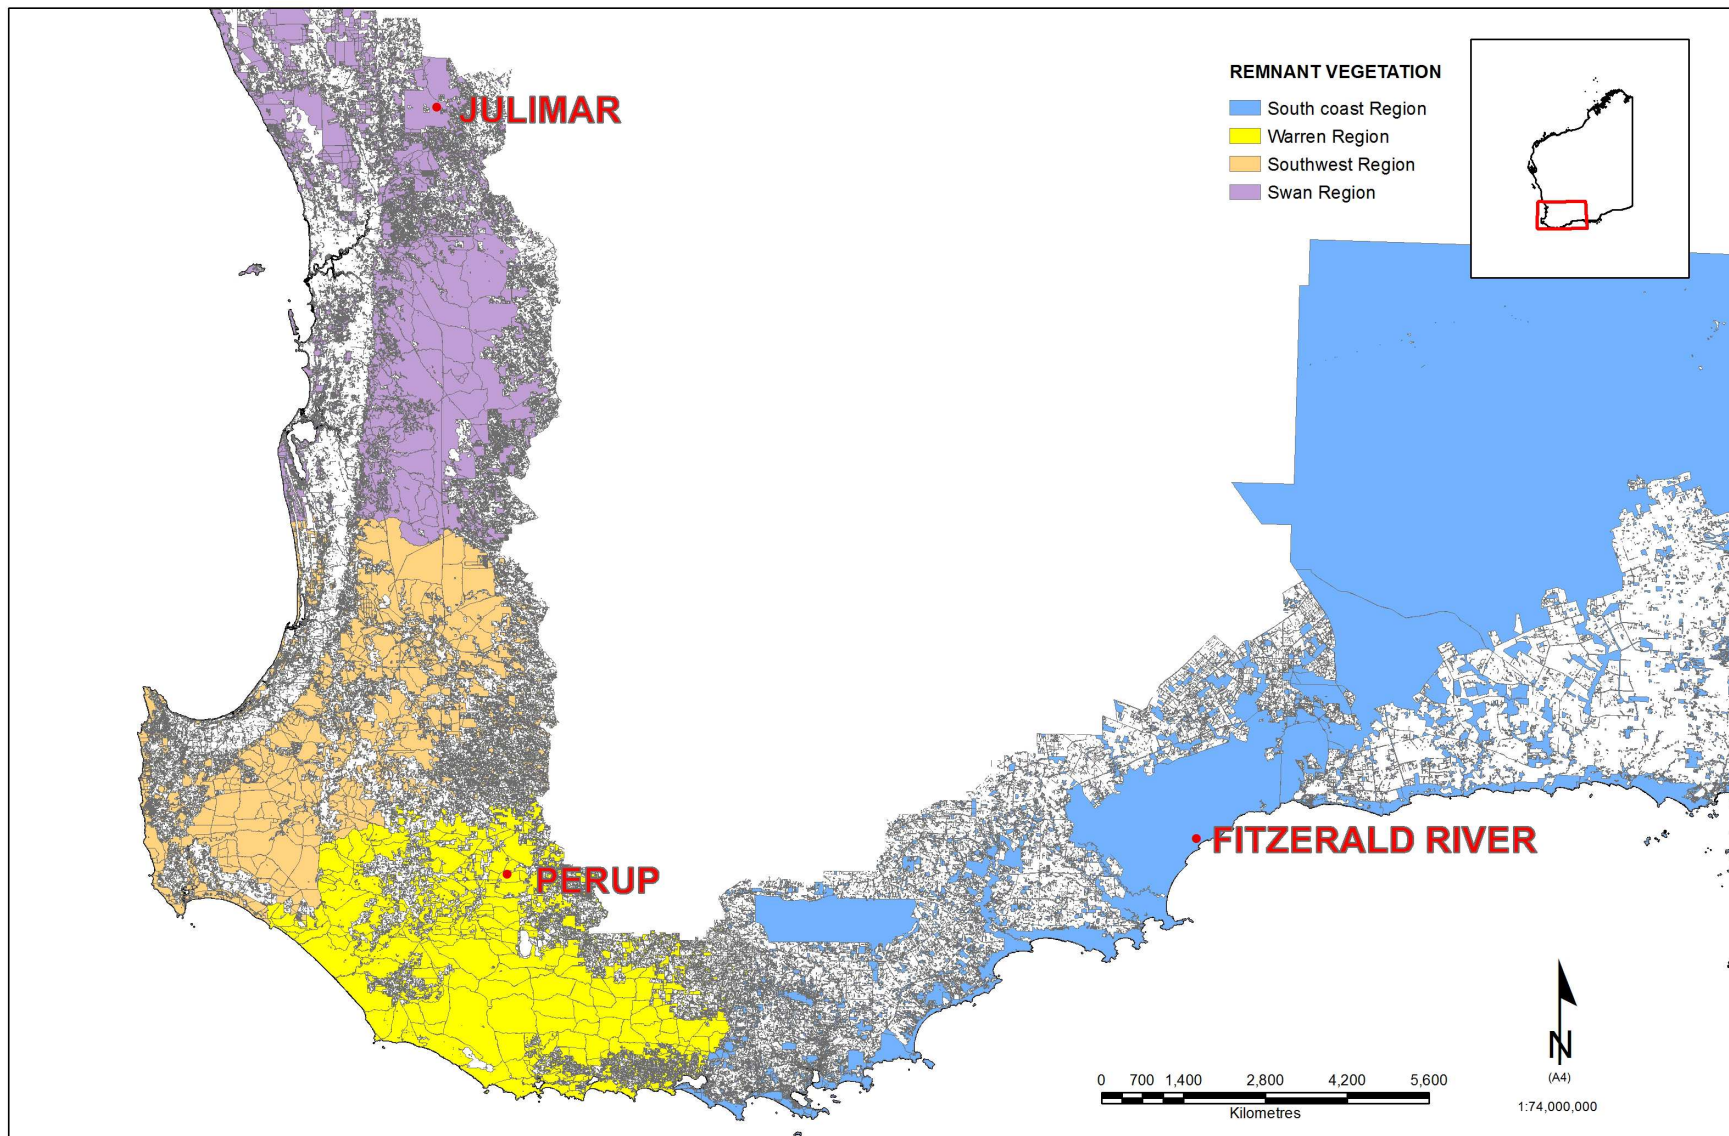 REMNANT VEGETATION
South coast Region
Warren Region
Southwest Region
Swan Region
JULIMAR
FITZERALD RIVER
PERUP
N
(A4)
0 700 1,400 2,800 4,200 5,600
Kilometres
1:74,000,000